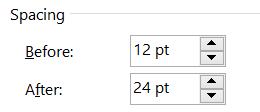 Spacing
Before: 12 pt
After: 24 pt